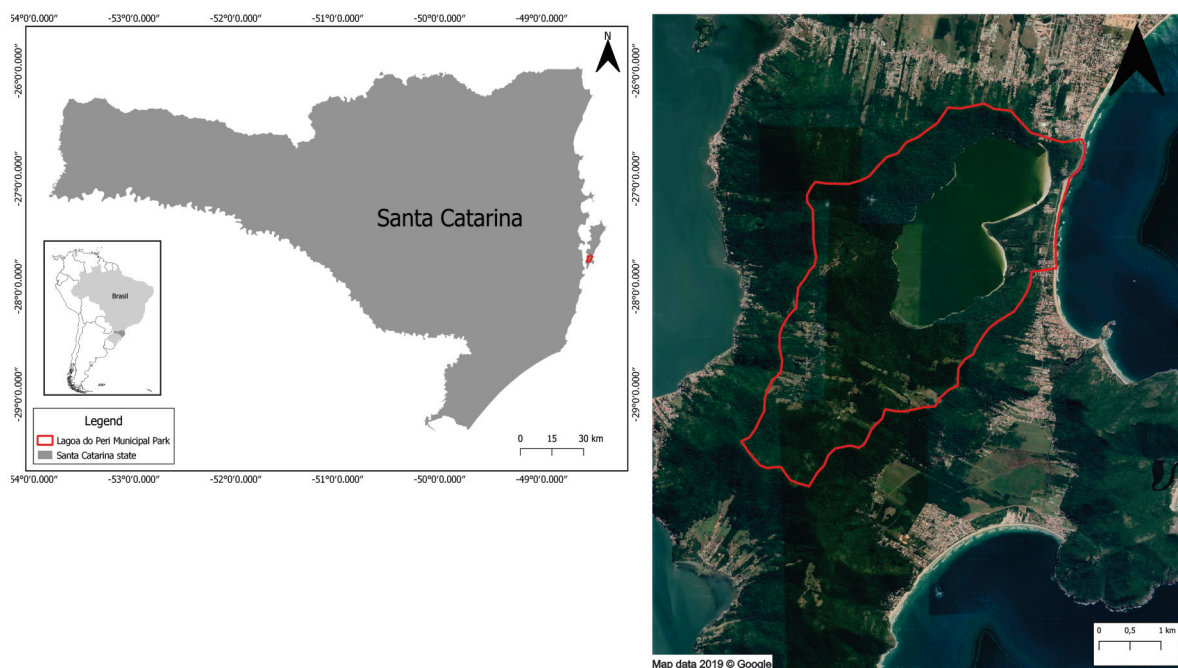 54°0'0.000" -53°0'0.000" -52°0'0.000" -51°0'0.000" -50°0'0.000" -49°0'0.000"
N
-26°0'0.000"
-26°0'0.000"
-27°0'0.000"
-27°0'0.000"
Santa Catarina
-28°0'0.000"
-28°0'0.000"
Brasil
-29°0'0.000"
-29°0'0.000"
Legend
Lagoa do Peri Municipal Park
Santa Catarina state
0 15 30 km
54°0'0.000" -53°0'0.000" -52°0'0.000" -51°0'0.000" -50°0'0.000" -49°0'0.000"
0 0,5 1 km
Map data 2019 © Google